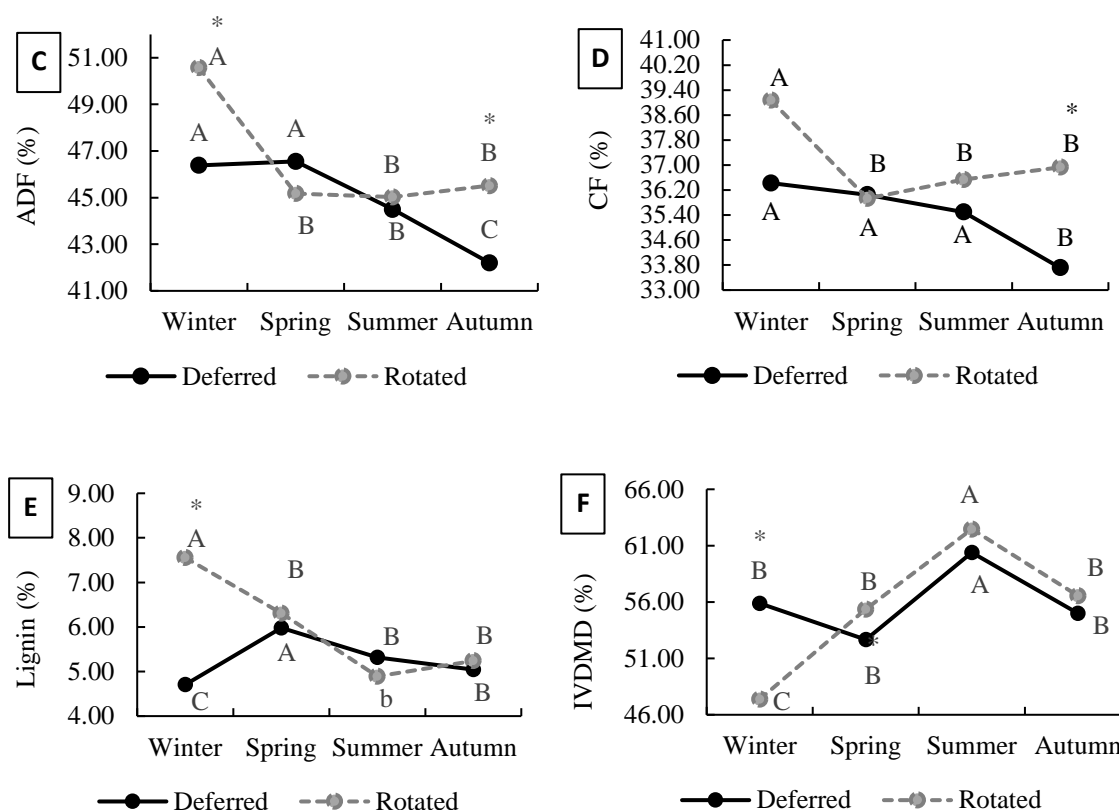 C
ADF (%)
51.00
49.00
47.00
45.00
43.00
41.00
*
A
A
A
B
B
B
*
B
B
C
Winter Spring Summer Autumn
Deferred Rotated
D
CF (%)
41.00
40.20
39.40
38.60
37.80
37.00
36.20
35.40
34.60
33.80
33.00
A
A
B
A
B
A
*
B
B
Winter Spring Summer Autumn
Deferred Rotated
E
Lignin (%)
9.00
8.00
7.00
6.00
5.00
4.00
*
A
C
B
A
B
b
B
B
Winter Spring Summer Autumn
Deferred Rotated
F
IVDMD (%)
66.00
61.00
56.00
51.00
46.00
*
B
C
B
*
B
A
A
B
B
Winter Spring Summer Autumn
Deferred Rotated